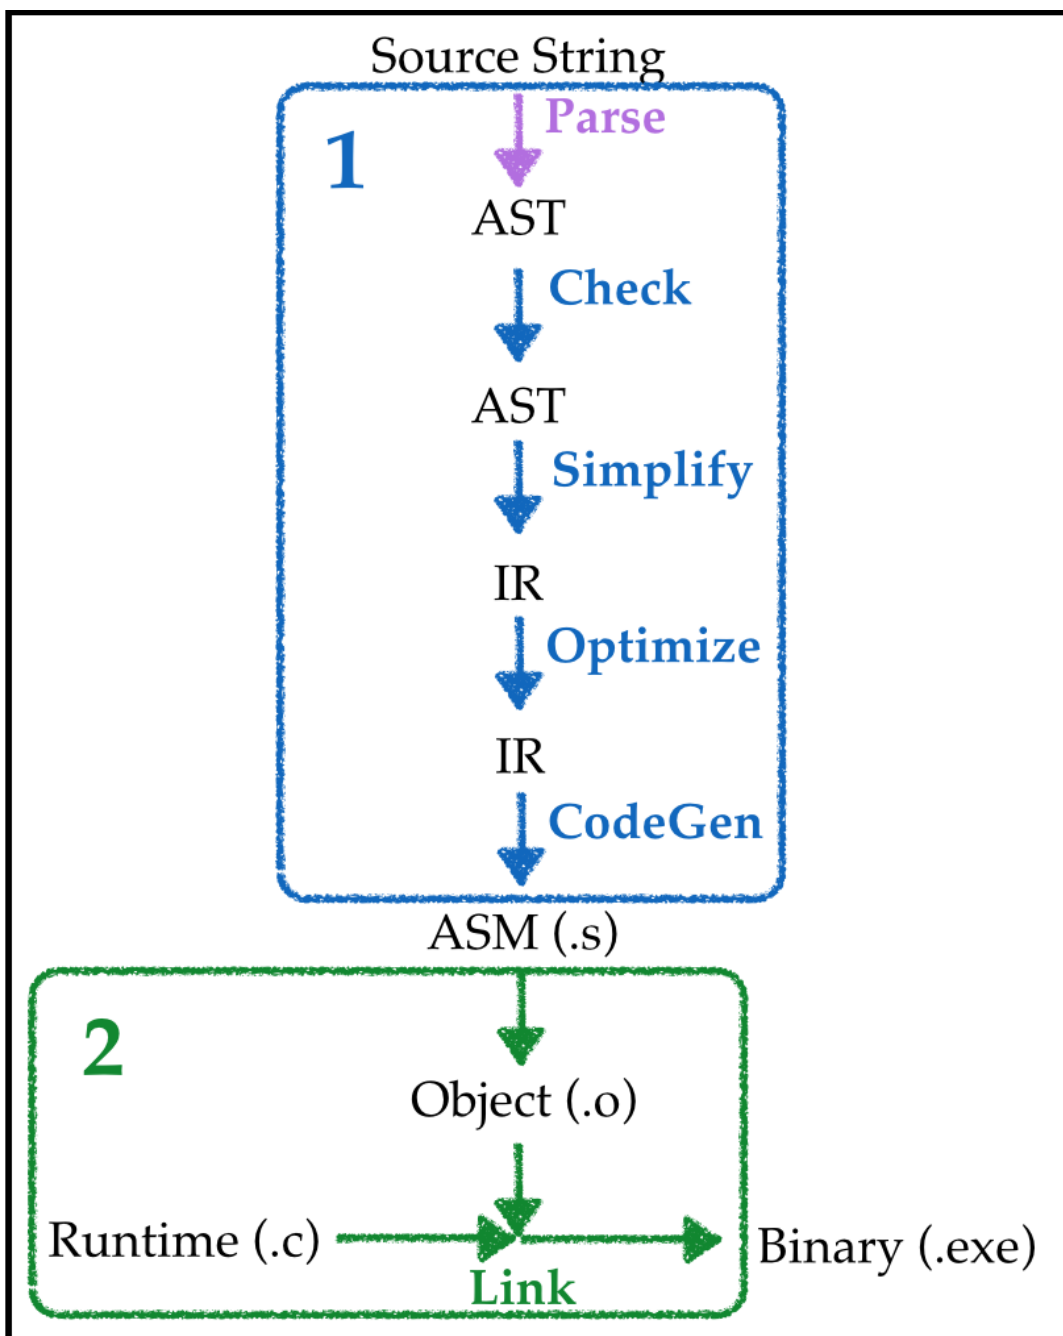 Source String
Parse
1
AST
Check
AST
Simplify
IR
Optimize
IR
CodeGen
ASM (.s)
2
Object (.o)
Runtime (.c)
Binary (.exe)
Link